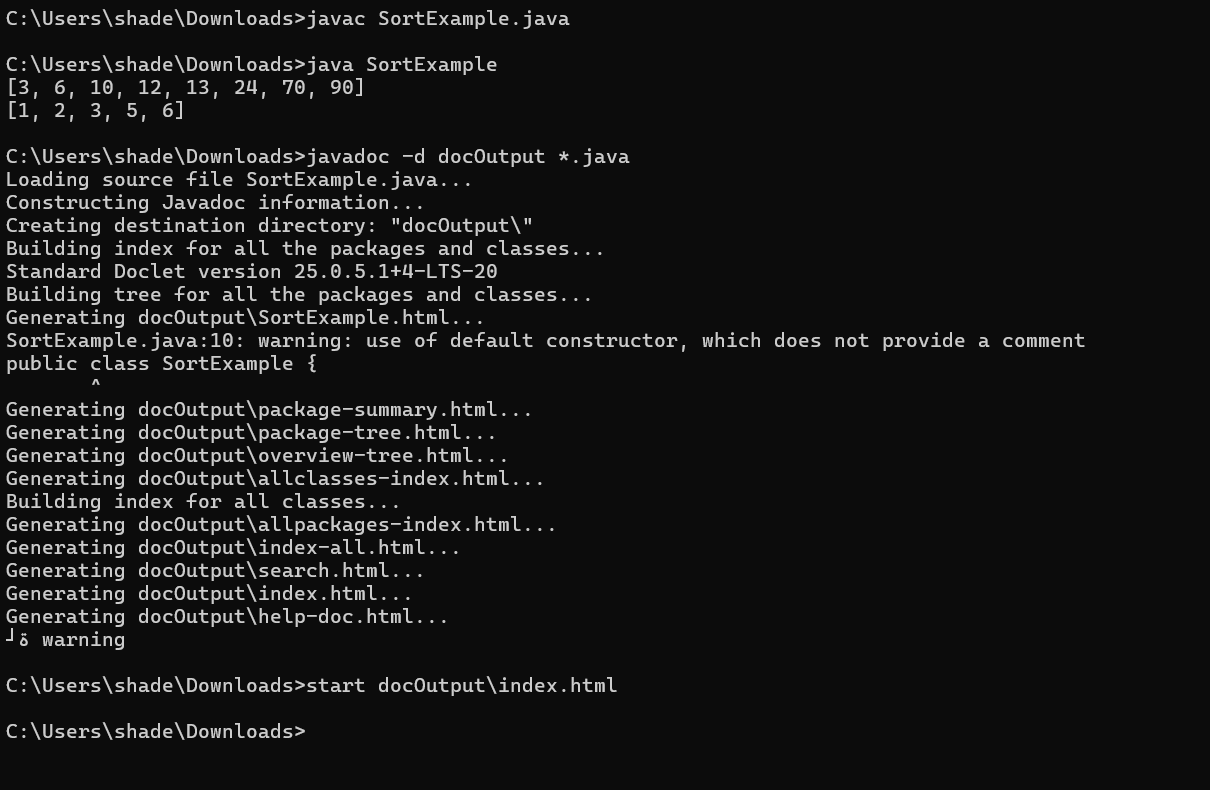 C:\Users\shade\Downloads>javac SortExample.java
C:\Users\shade\Downloads>java SortExample
[3, 6, 10, 12, 13, 24, 70, 90]
[1, 2, 3, 5, 6]
C:\Users\shade\Downloads>javadoc -d docOutput *.java
Loading source file SortExample.java...
Constructing Javadoc information...
Creating destination directory: "docOutput\"
Building index for all the packages and classes...
Standard Doclet version 25.0.5.1+4-LTS-20
Building tree for all the packages and classes...
Generating docOutput\SortExample.html...
SortExample.java:10: warning: use of default constructor, which does not provide a comment
public class SortExample {
       ^
Generating docOutput\package-summary.html...
Generating docOutput\package-tree.html...
Generating docOutput\overview-tree.html...
Generating docOutput\allclasses-index.html...
Building index for all classes...
Generating docOutput\allpackages-index.html...
Generating docOutput\index-all.html...
Generating docOutput\search.html...
Generating docOutput\index.html...
Generating docOutput\help-doc.html...
warning
C:\Users\shade\Downloads>start docOutput\index.html
C:\Users\shade\Downloads>